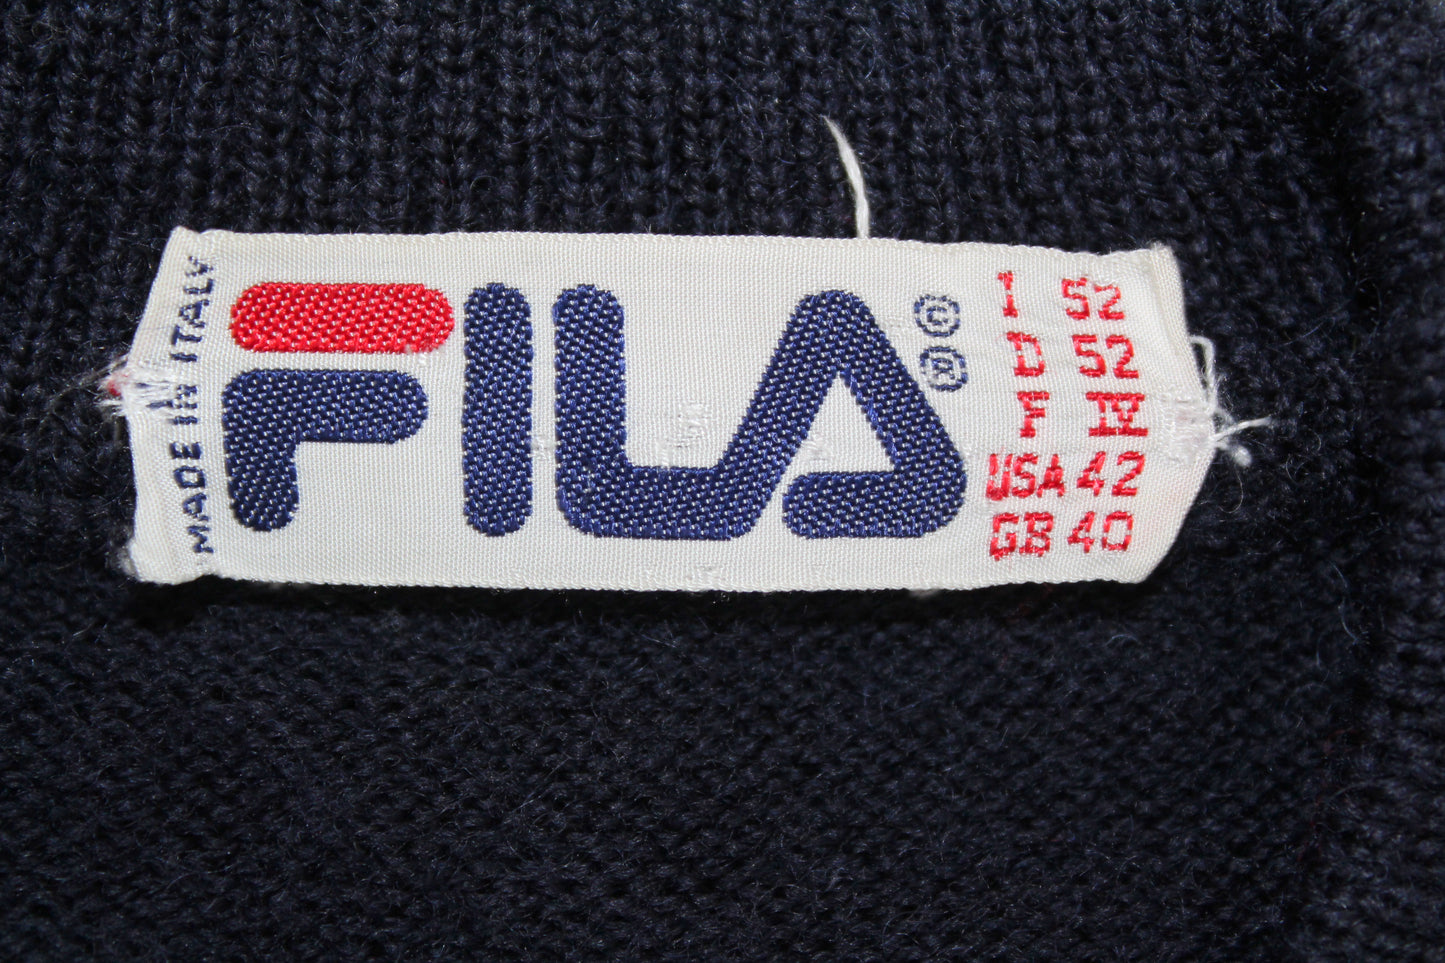 MADE IN ITALY
FILA
© ®
I 52
D 52
F IV
USA 42
GB 40